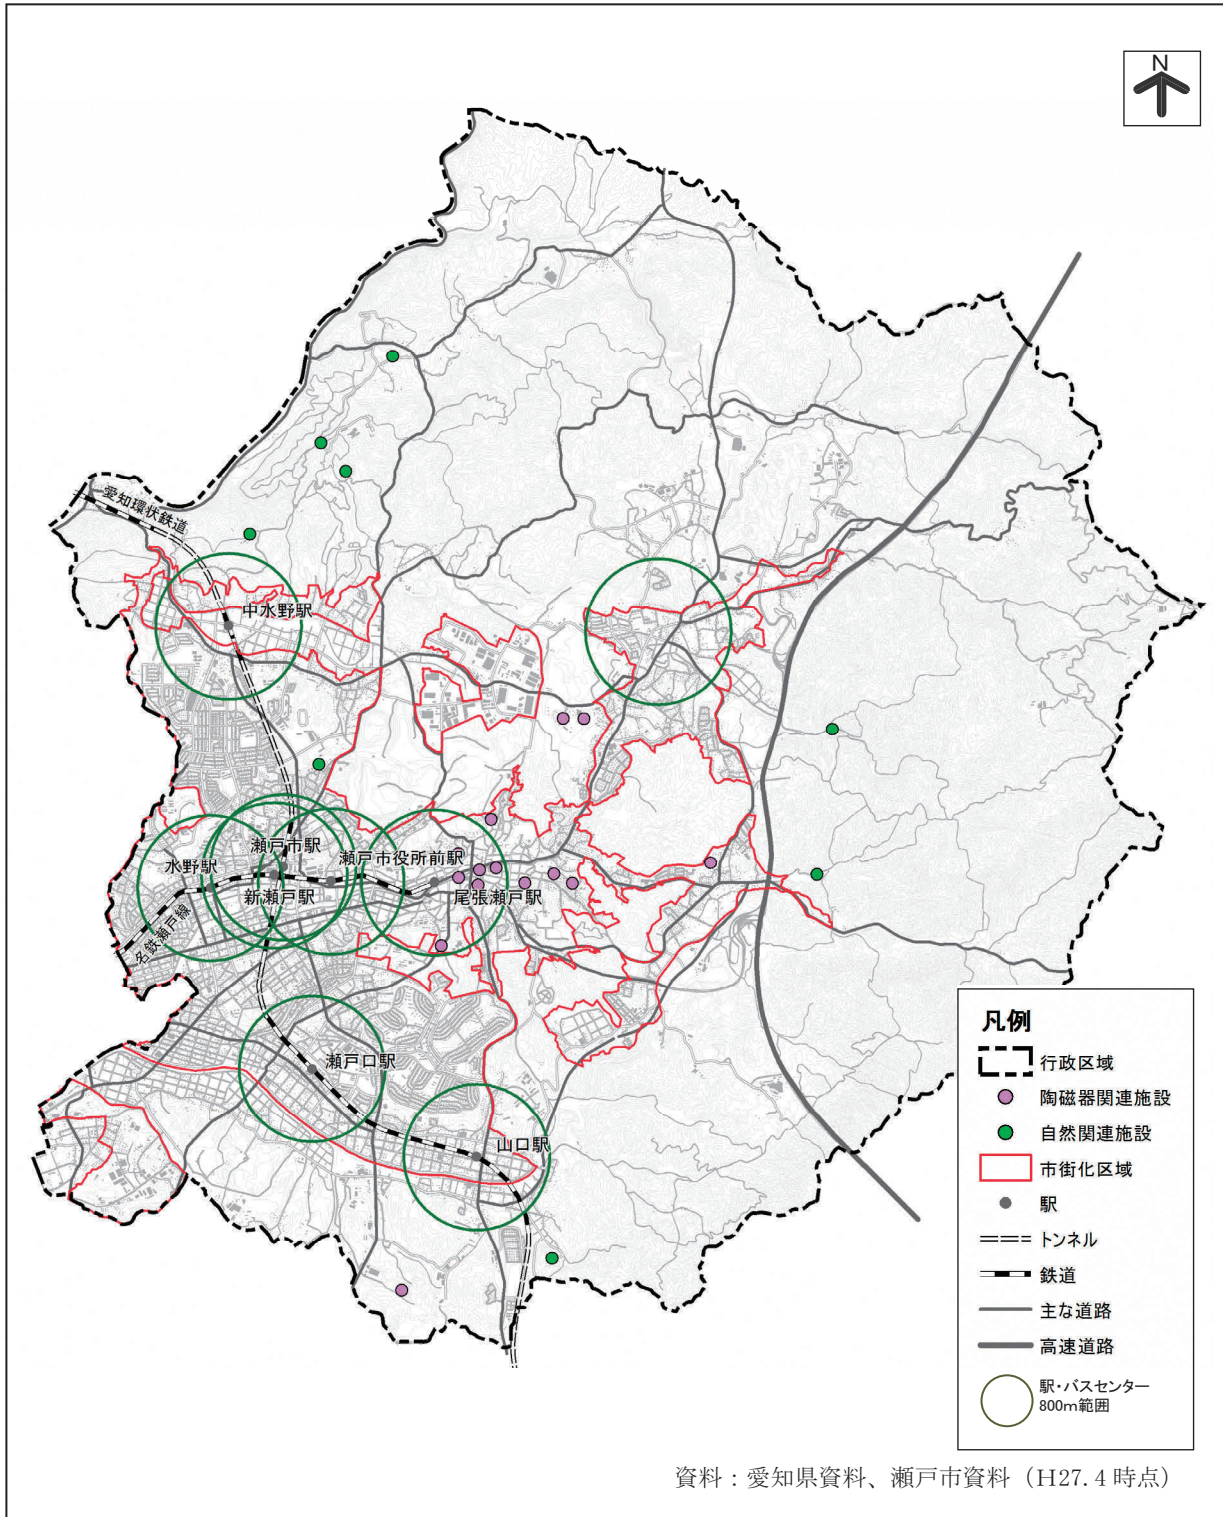 N
愛知環状鉄道
中水野駅
瀬戸市駅
水野駅
瀬戸市役所前駅
新瀬戸駅
尾張瀬戸駅
名鉄瀬戸線
瀬戸口駅
山口駅
凡例
行政区域
陶磁器関連施設
自然関連施設
市街化区域
駅
トンネル
鉄道
主な道路
高速道路
駅・バスセンター
800m範囲
資料：愛知県資料、瀬戸市資料（H27.4時点）